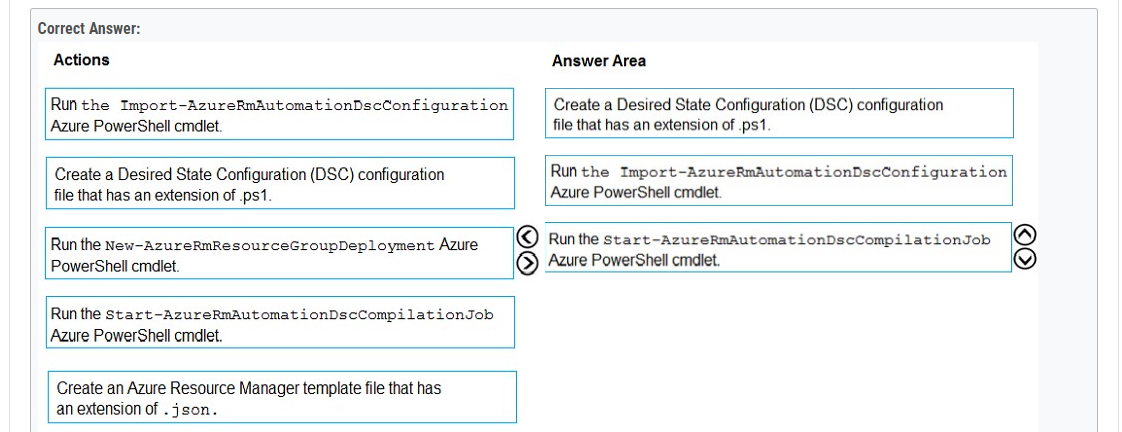 Correct Answer:
Actions
Run the Import-AzureRmAutomationDscConfiguration
Azure PowerShell cmdlet.
Create a Desired State Configuration (DSC) configuration
file that has an extension of .ps1.
Run the New-AzureRmResourceGroupDeployment Azure
PowerShell cmdlet.
Run the Start-AzureRmAutomationDscCompilationJob
Azure PowerShell cmdlet.
Create an Azure Resource Manager template file that has
an extension of .json.
Answer Area
Create a Desired State Configuration (DSC) configuration
file that has an extension of .ps1.
Run the Import-AzureRmAutomationDscConfiguration
Azure PowerShell cmdlet.
Run the Start-AzureRmAutomationDscCompilationJob
Azure PowerShell cmdlet.